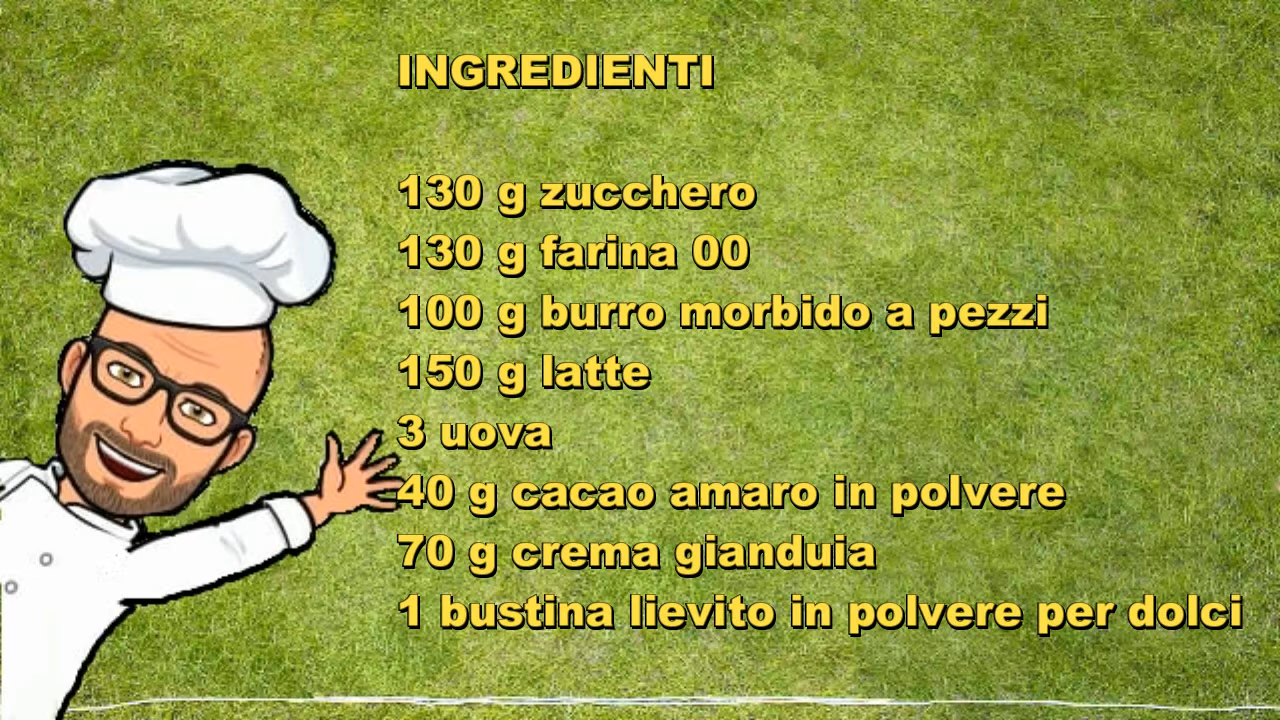 INGREDIENTI
130 g zucchero
130 g farina 00
100 g burro morbido a pezzi
150 g latte
3 uova
40 g cacao amaro in polvere
70 g crema gianduia
1 bustina lievito in polvere per dolci